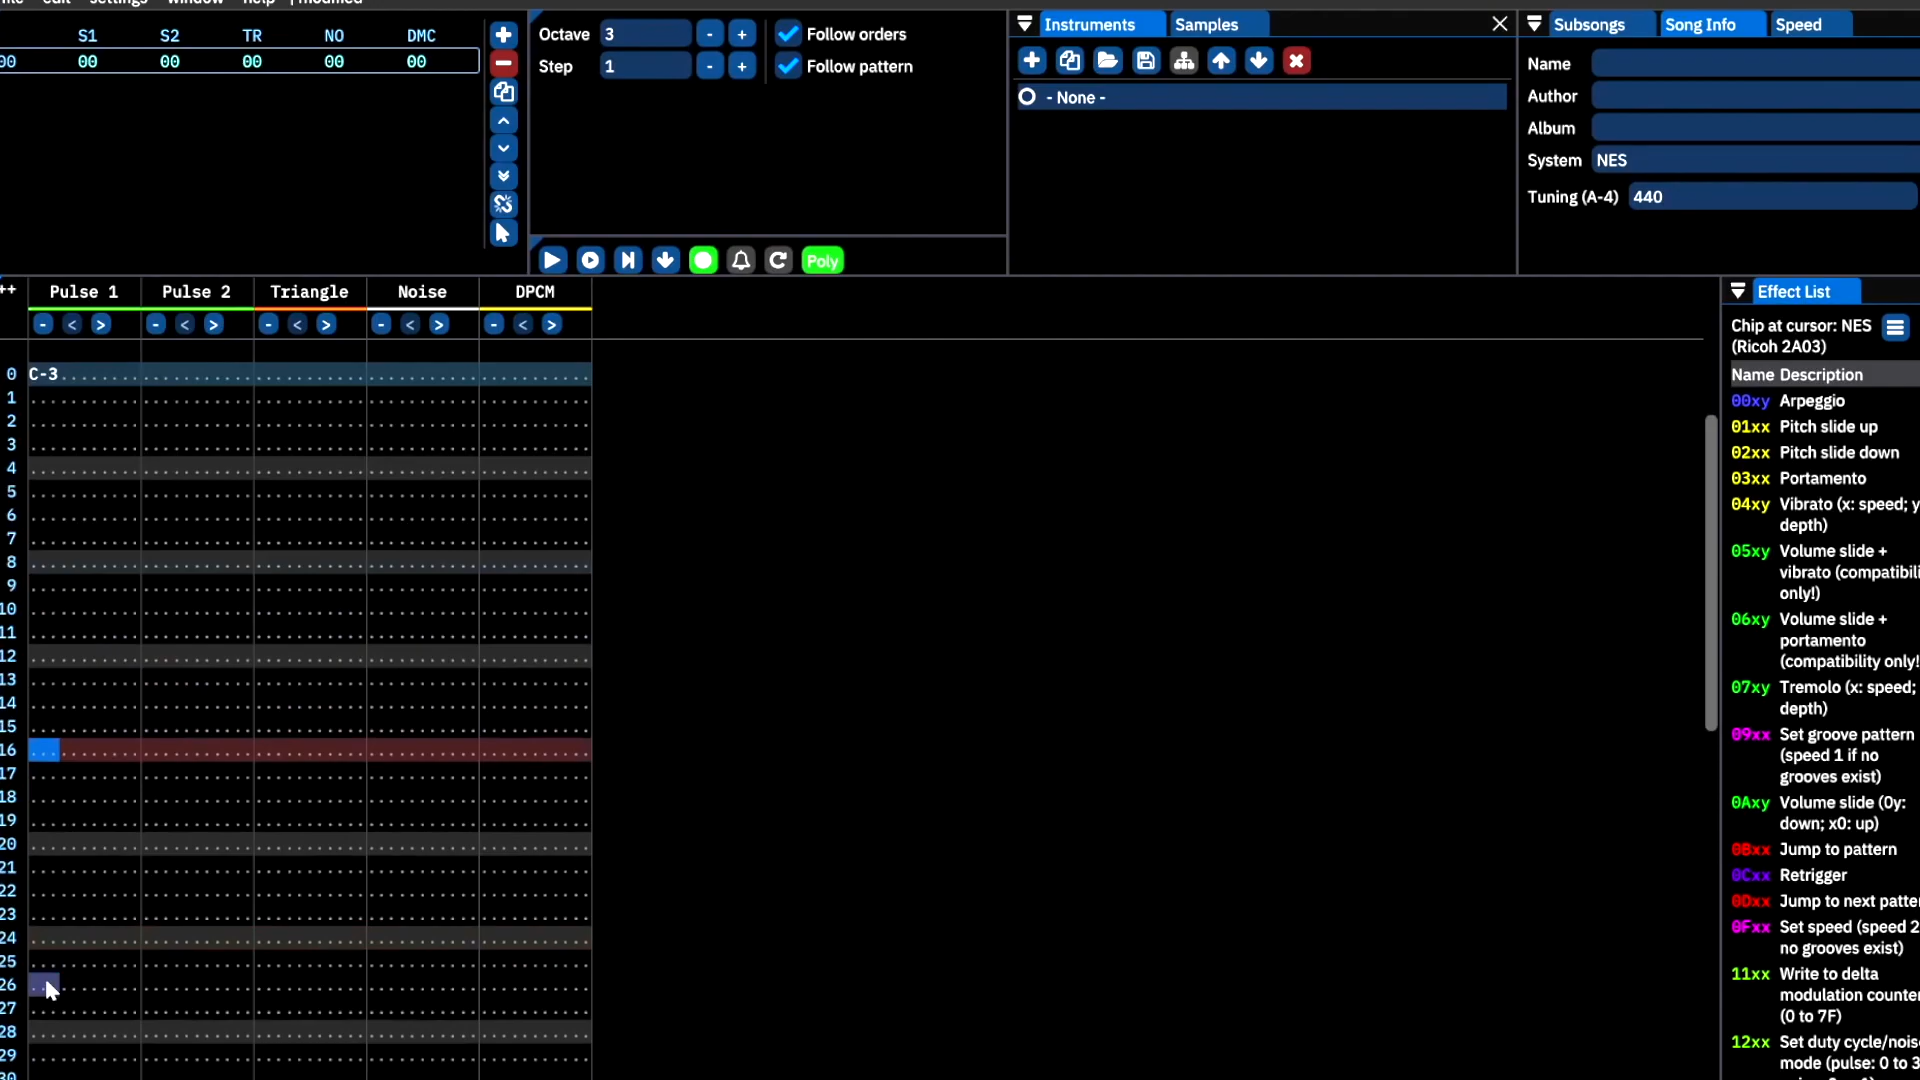 edit settings window help | modified
S1 S2 TR NO DMC
00 00 00 00 00 00
Octave 3 - + Follow orders
Step 1 - + Follow pattern
Poly
Instruments Samples
- None -
Subsongs Song Info Speed
Name
Author
Album
System NES
Tuning (A-4) 440
++ Pulse 1 Pulse 2 Triangle Noise DPCM
- < > - < > - < > - < > - < >
0 C-3
1
2
3
4
5
6
7
8
9
10
11
12
13
14
15
16
17
18
19
20
21
22
23
24
25
26
27
28
29
30
Effect List
Chip at cursor: NES
(Ricoh 2A03)
Name Description
00xy Arpeggio
01xx Pitch slide up
02xx Pitch slide down
03xx Portamento
04xy Vibrato (x: speed; y
depth)
05xy Volume slide +
vibrato (compatibili
only!)
06xy Volume slide +
portamento
(compatibility only!
07xy Tremolo (x: speed;
depth)
09xx Set groove pattern
(speed 1 if no
grooves exist)
0Axy Volume slide (0y:
down; x0: up)
0Bxx Jump to pattern
0Cxx Retrigger
0Dxx Jump to next patte
0Fxx Set speed (speed 2
no grooves exist)
11xx Write to delta
modulation counte
(0 to 7F)
12xx Set duty cycle/nois
mode (pulse: 0 to 3